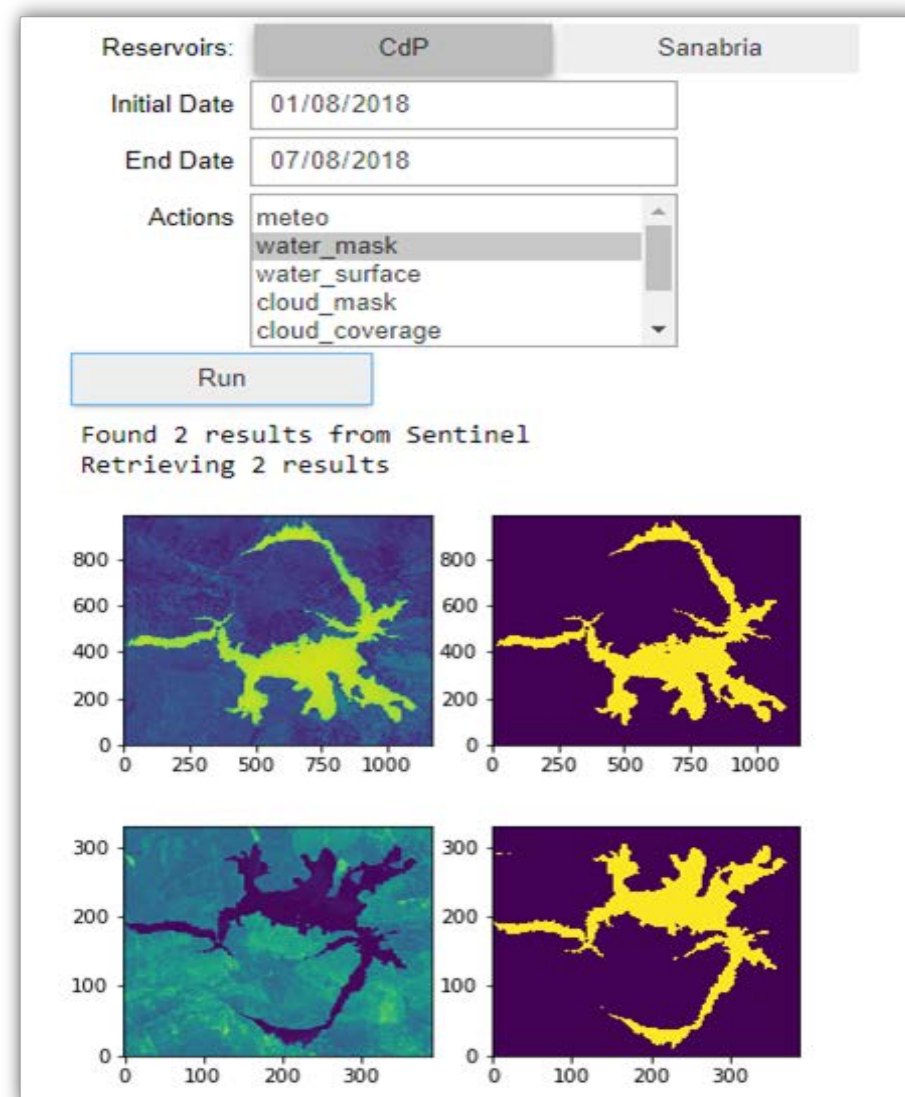 Reservoirs: CdP Sanabria
Initial Date 01/08/2018
End Date 07/08/2018
Actions meteo
water_mask
water_surface
cloud_mask
cloud_coverage
Run
Found 2 results from Sentinel
Retrieving 2 results
800 800
600 600
400 400
200 200
0 0
0 250 500 750 1000 0 250 500 750 1000
300 300
200 200
100 100
0 0
0 100 200 300 0 100 200 300